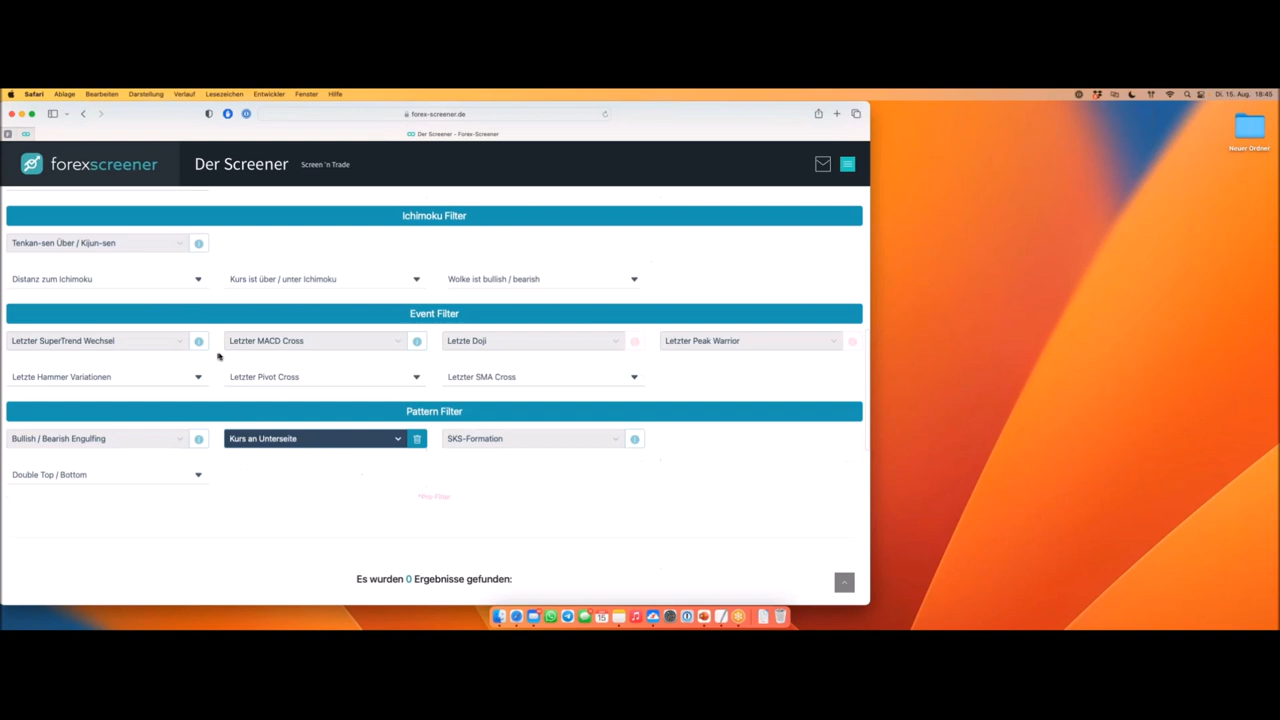 Safari Ablage Bearbeiten Darstellung Verlauf Lesezeichen Entwickler Fenster Hilfe Di. 15. Aug. 18:45
forex-screener.de
Der Screener - Forex-Screener
forexscreener Der Screener Screen 'n Trade
Neuer Ordner
Ichimoku Filter
Tenkan-sen Über / Kijun-sen
Distanz zum Ichimoku Kurs ist über / unter Ichimoku Wolke ist bullish / bearish
Event Filter
Letzter SuperTrend Wechsel Letzter MACD Cross Letzte Doji Letzter Peak Warrior
Letzte Hammer Variationen Letzter Pivot Cross Letzter SMA Cross
Pattern Filter
Bullish / Bearish Engulfing Kurs an Unterseite SKS-Formation
Double Top / Bottom
*Pro-Filter
Es wurden 0 Ergebnisse gefunden:
15